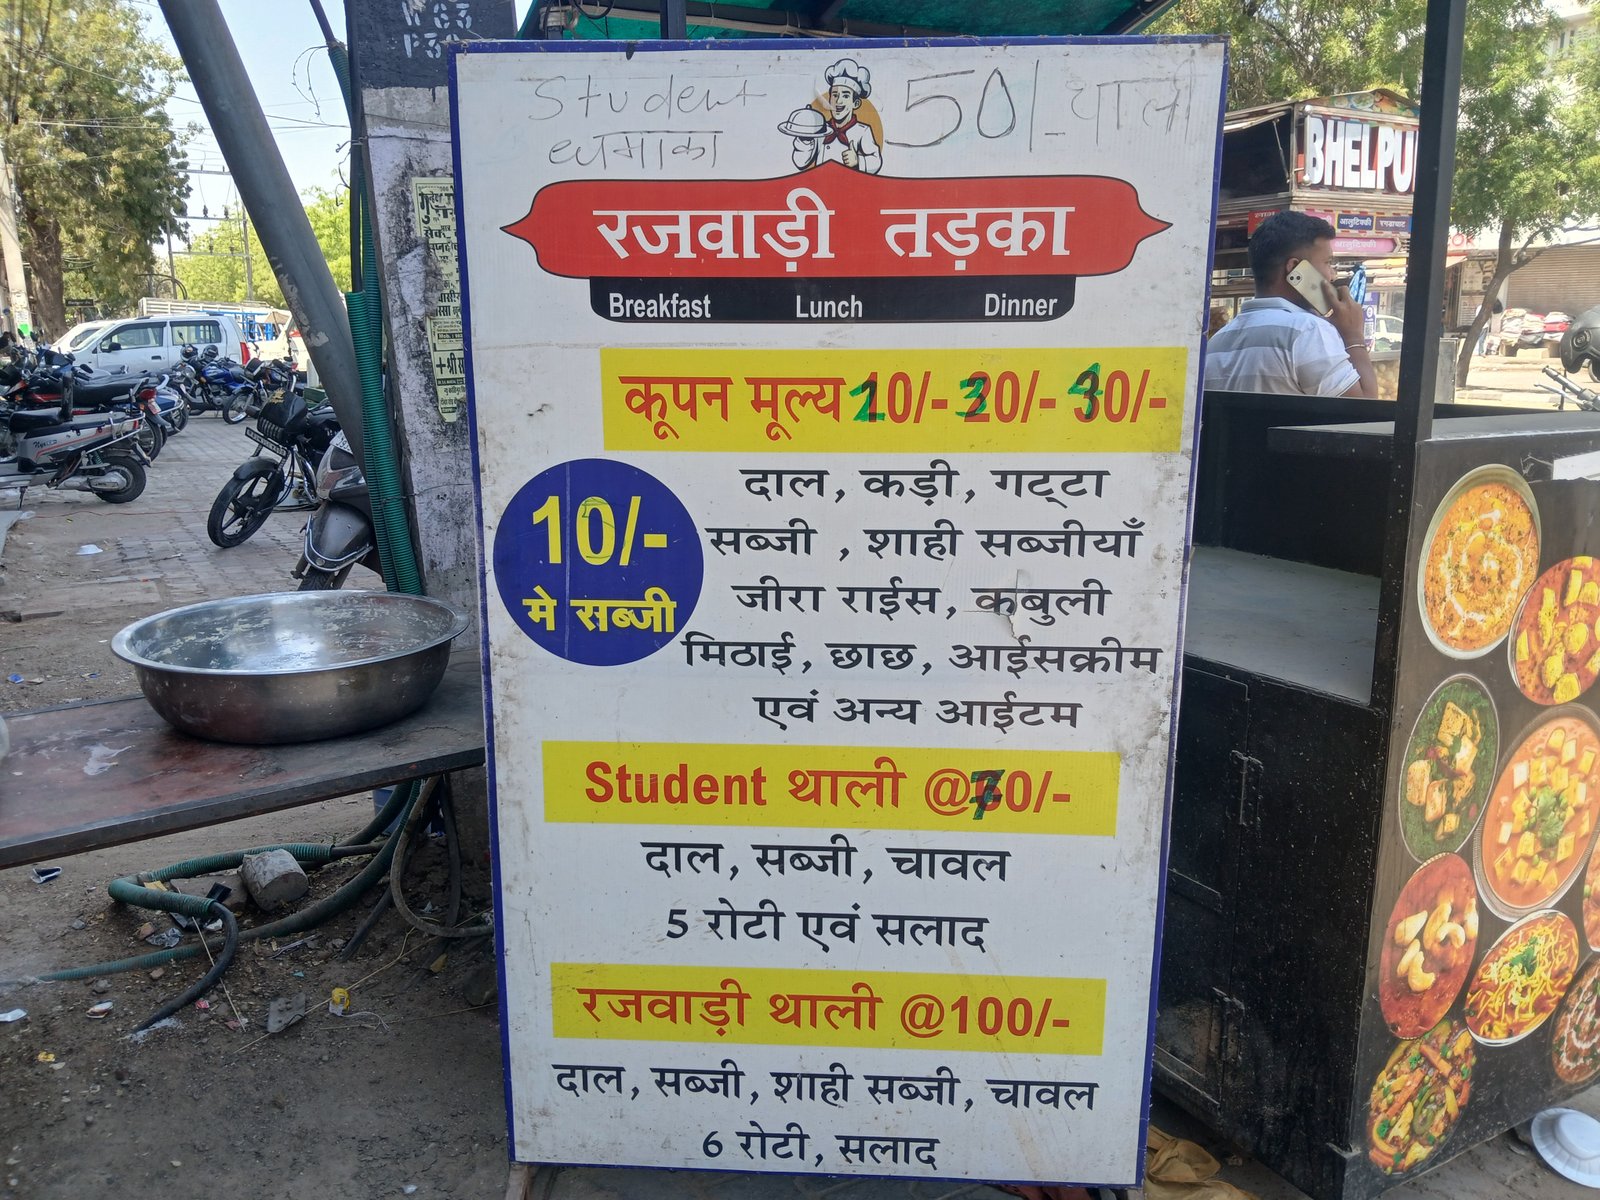 Student 50/- थाली
धमाका
रजवाड़ी तड़का
Breakfast Lunch Dinner
कूपन मूल्य 20/- 30/- 40/-
10/-
मे सब्जी
दाल, कड़ी, गट्टा
सब्जी , शाही सब्जीयाँ
जीरा राईस, कबुली
मिठाई, छाछ, आईसक्रीम
एवं अन्य आईटम
Student थाली @70/-
दाल, सब्जी, चावल
5 रोटी एवं सलाद
रजवाड़ी थाली @100/-
दाल, सब्जी, शाही सब्जी, चावल
6 रोटी, सलाद
BHELPU
आलूटिक्की